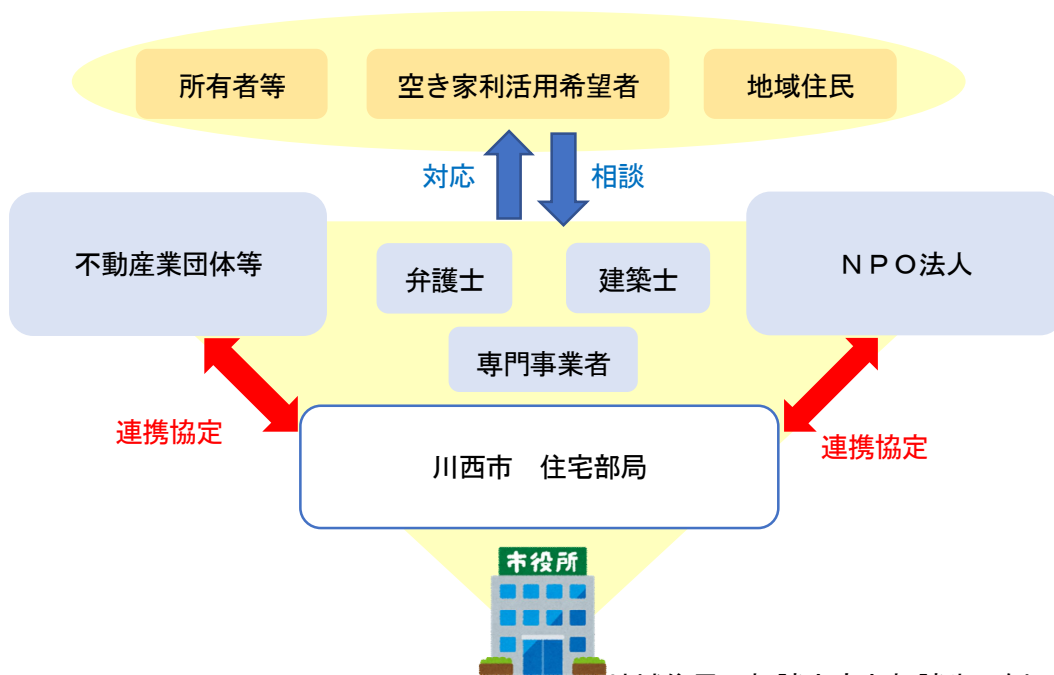 所有者等
空き家利活用希望者
地域住民
対応
相談
不動産業団体等
弁護士
建築士
NPO法人
専門事業者
連携協定
連携協定
川西市 住宅部局
市役所